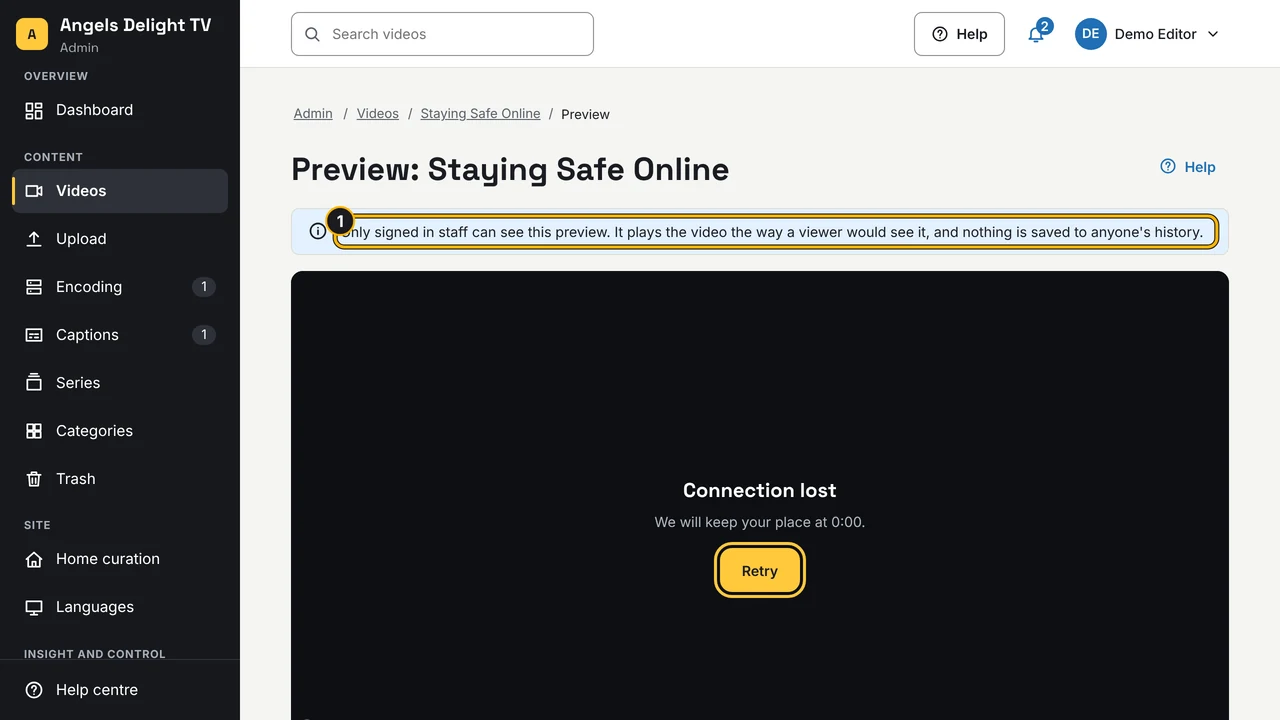 A
Angels Delight TV
Admin
OVERVIEW
Dashboard
CONTENT
Videos
Upload
Encoding 1
Captions 1
Series
Categories
Trash
SITE
Home curation
Languages
INSIGHT AND CONTROL
Help centre
Search videos
Help
2
DE Demo Editor
Admin / Videos / Staying Safe Online / Preview
Preview: Staying Safe Online
Help
1
signed in staff can see this preview. It plays the video the way a viewer would see it, and nothing is saved to anyone's history.
Connection lost
We will keep your place at 0:00.
Retry